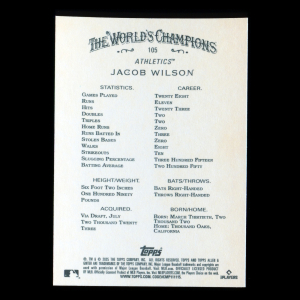 THE WORLD'S CHAMPIONS
105
ATHLETICS™
JACOB WILSON
STATISTICS. CAREER.
GAMES PLAYED TWENTY EIGHT
RUNS ELEVEN
HITS TWENTY THREE
DOUBLES TWO
TRIPLES TWO
HOME RUNS ZERO
RUNS BATTED IN THREE
STOLEN BASES ZERO
WALKS EIGHT
STRIKEOUTS TEN
SLUGGING PERCENTAGE THREE HUNDRED FIFTEEN
BATTING AVERAGE TWO HUNDRED FIFTY
HEIGHT/WEIGHT. BATS/THROWS.
SIX FOOT TWO INCHES BATS RIGHT-HANDED
ONE HUNDRED NINETY THROWS RIGHT-HANDED
POUNDS
ACQUIRED. BORN/HOME.
VIA DRAFT, JULY BORN: MARCH THIRTIETH, TWO
TWO THOUSAND TWENTY THOUSAND TWO
THREE HOME: THOUSAND OAKS,
CALIFORNIA
Topps